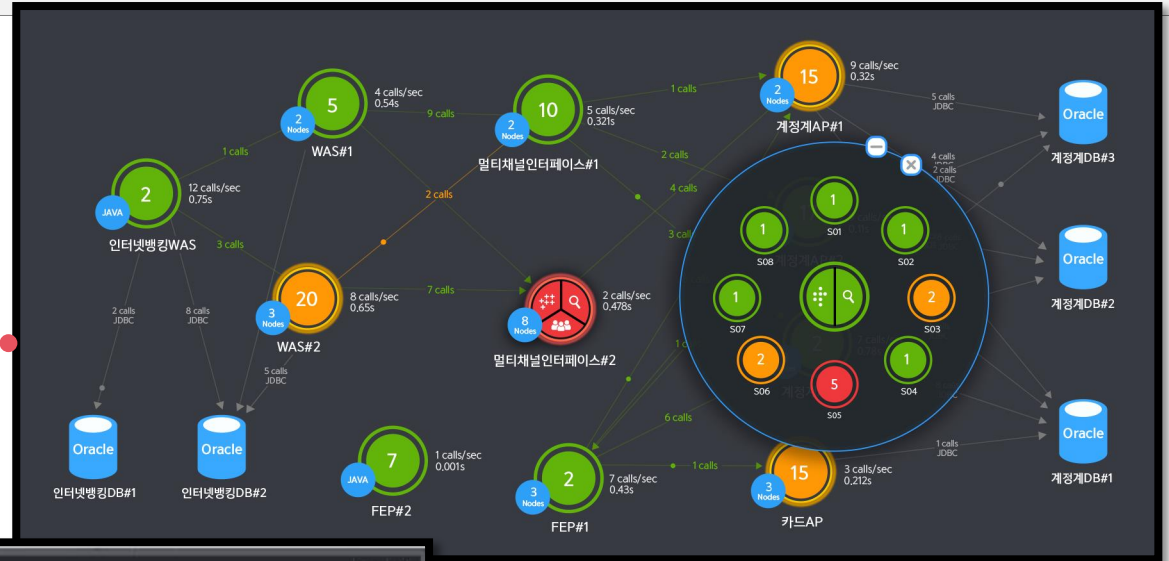 15
9 calls/sec
0,32s
2
Nodes
계정계AP#1
5
4 calls/sec
0,54s
2
Nodes
WAS#1
9 calls
10
5 calls/sec
0,321s
2
Nodes
멀티채널인터페이스#1
1 calls
5 calls
JDBC
Oracle
계정계DB#3
1 calls
2 calls
4 calls
4 calls
2 calls
JDBC
2
12 calls/sec
0,75s
JAVA
인터넷뱅킹WAS
2 calls
3 calls
3 call
1
S01
1
S08
1
S02
1
S07
2
S03
2
S06
1
S04
5
S05
Oracle
계정계DB#2
20
8 calls/sec
0,65s
3
Nodes
WAS#2
7 calls
2 calls/sec
0,478s
8
Nodes
멀티채널인터페이스#2
2 calls
JDBC
8 calls
JDBC
5 calls
JDBC
6 calls
Oracle
인터넷뱅킹DB#1
Oracle
인터넷뱅킹DB#2
7
1 calls/sec
0,001s
JAVA
FEP#2
2
7 calls/sec
0,43s
3
Nodes
FEP#1
1 calls
15
3 calls/sec
0,212s
3
Nodes
카드AP
1 calls
JDBC
Oracle
계정계DB#1